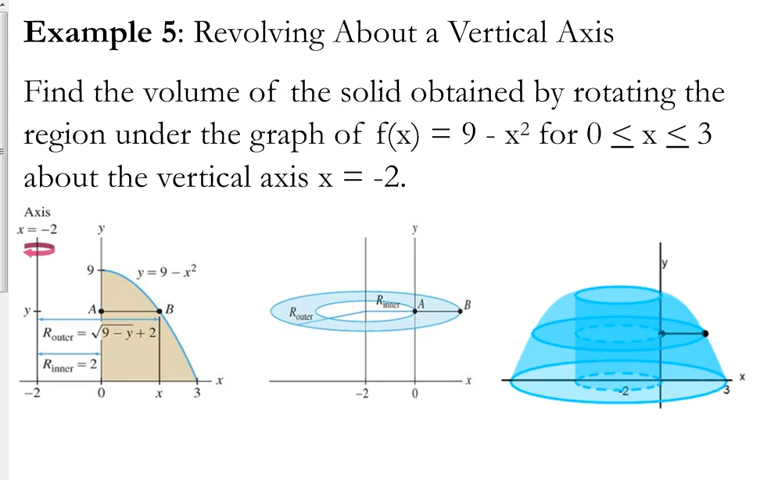 Example 5: Revolving About a Vertical Axis
Find the volume of the solid obtained by rotating the
region under the graph of f(x) = 9 - x² for 0 ≤ x ≤ 3
about the vertical axis x = -2.
Axis
x = −2
y
9
y = 9 − x²
y
A
B
R_outer = √(9 − y) + 2
R_inner = 2
−2
0
x
3
x
y
R_inner
A
B
R_outer
−2
0
x
y
x
-2
3